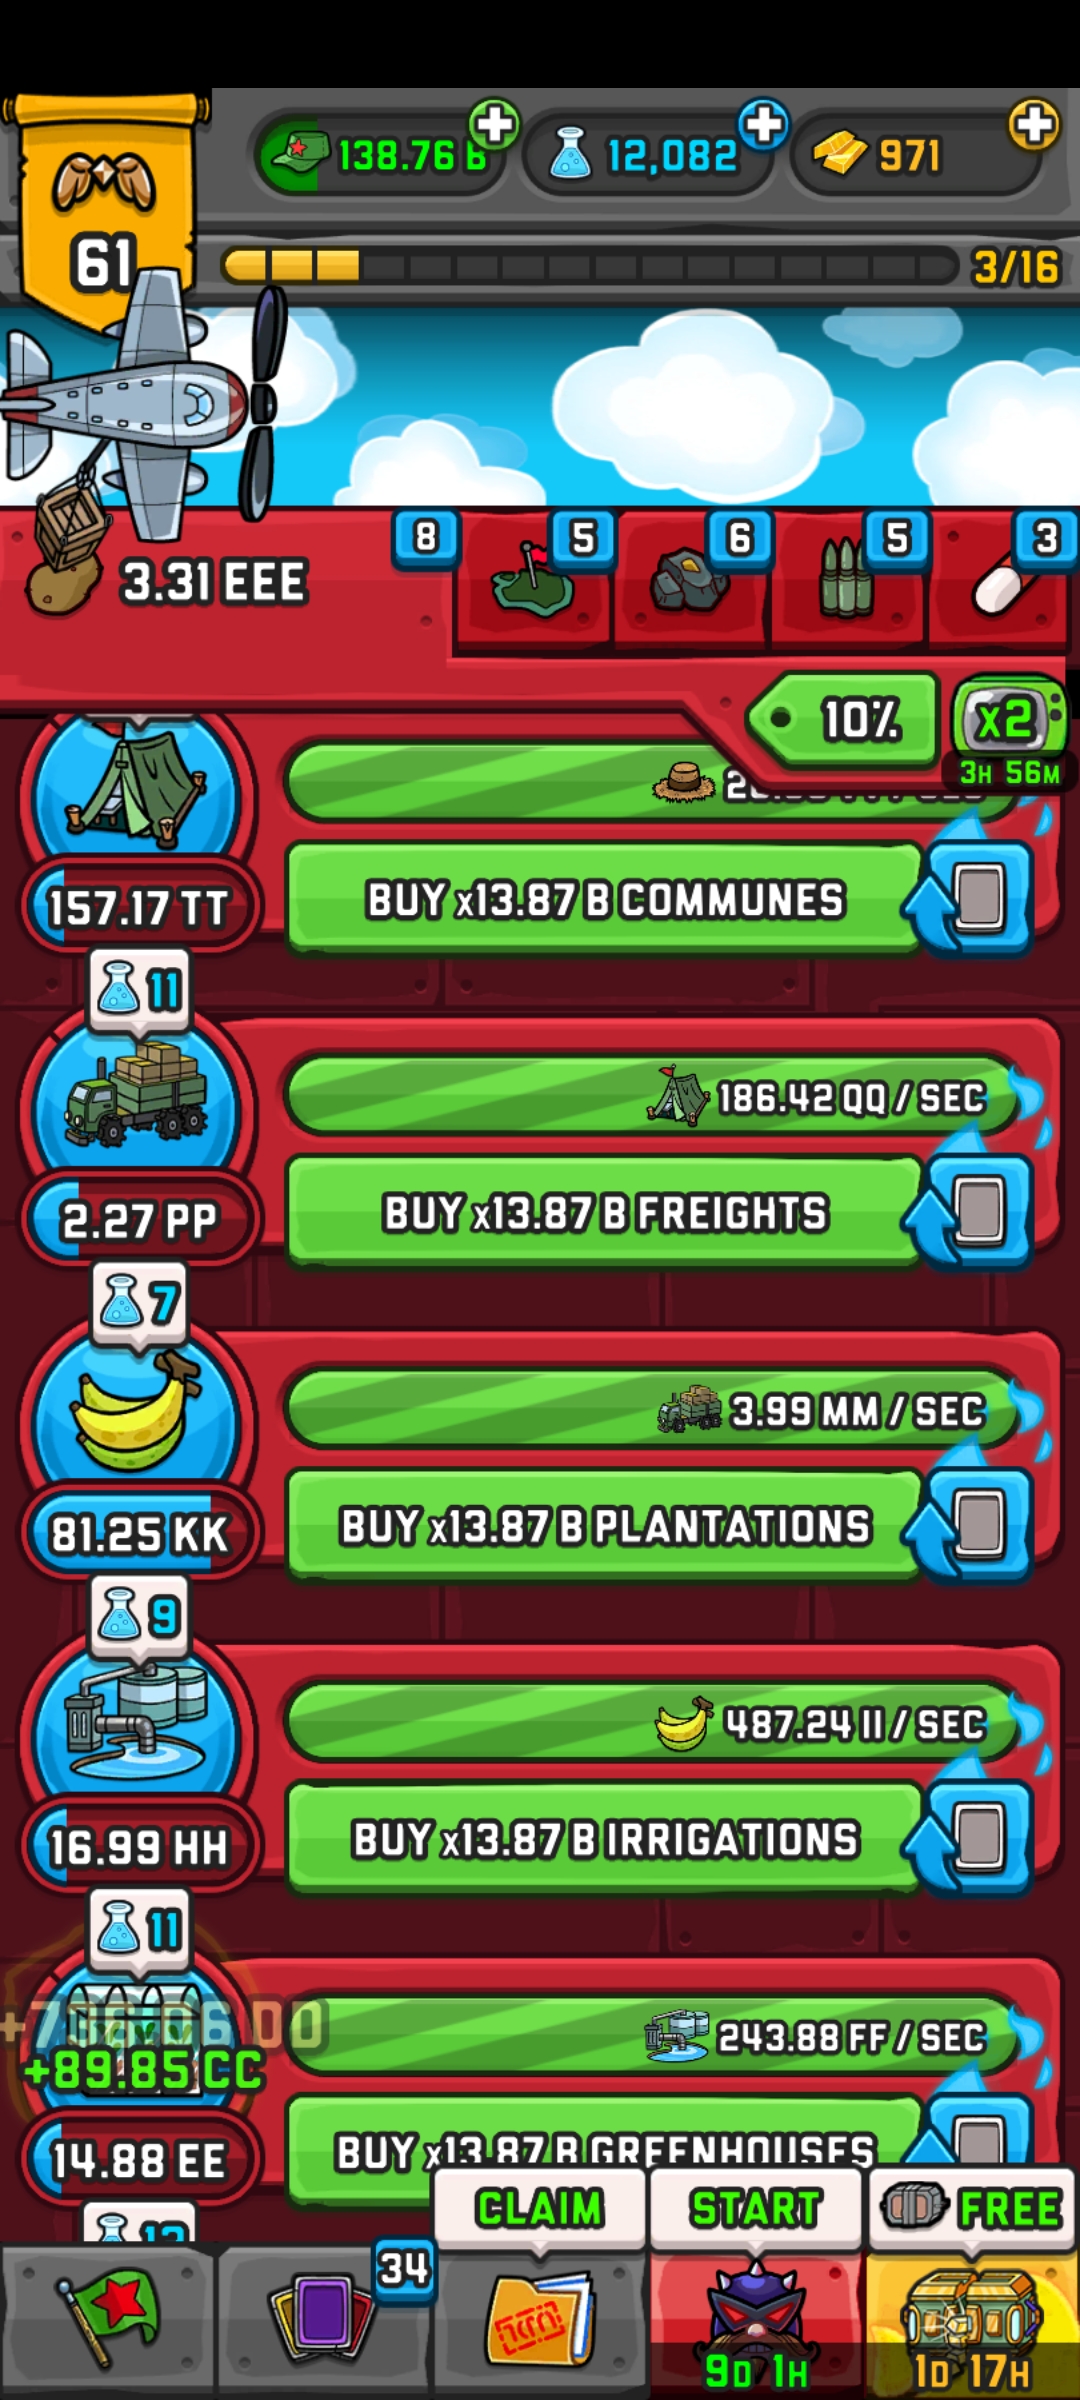 138.76 B
12,082
971
61
3/16
8
5
6
5
3
3.31 EEE
10%
x2
3H 56M
BUY x13.87 B COMMUNES
157.17 TT
11
186.42 QQ / SEC
BUY x13.87 B FREIGHTS
2.27 PP
7
3.99 MM / SEC
BUY x13.87 B PLANTATIONS
81.25 KK
9
487.24 II / SEC
BUY x13.87 B IRRIGATIONS
16.99 HH
11
243.88 FF / SEC
+89.85 CC
BUY x13.87 B GREENHOUSES
14.88 EE
CLAIM
START
FREE
34
9D 1H
1D 17H